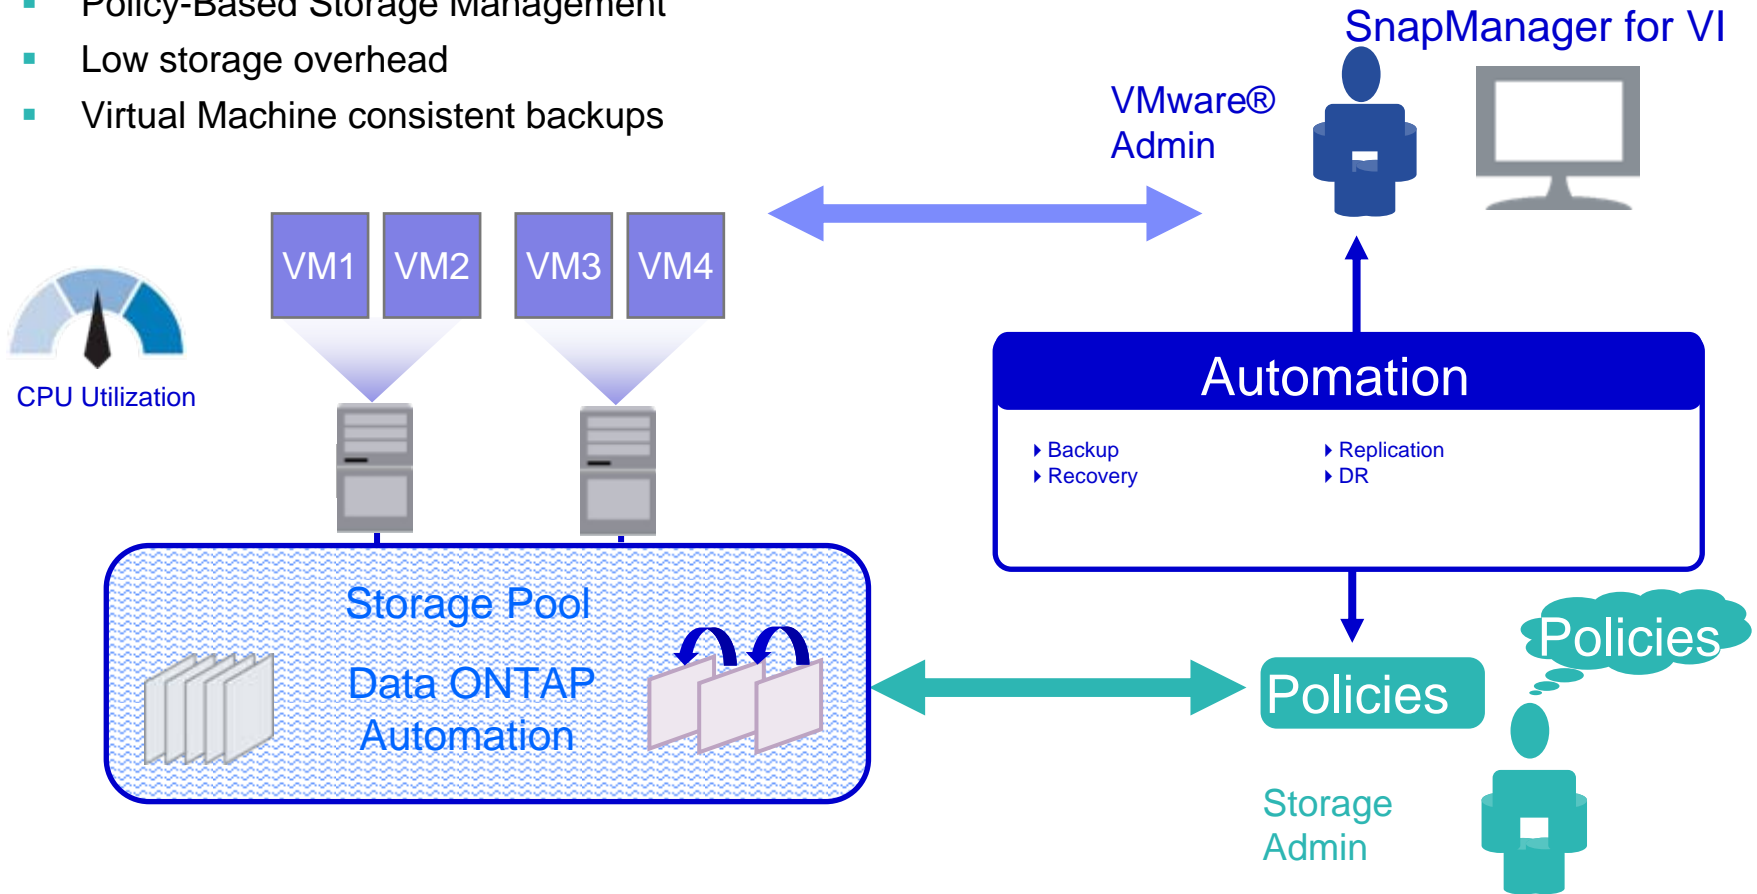 Policy-Based Storage Management
Low storage overhead
Virtual Machine consistent backups
SnapManager for VI
VMware®
Admin
VM1
VM2
VM3
VM4
CPU Utilization
Automation
Backup
Recovery
Replication
DR
Storage Pool
Data ONTAP
Automation
Policies
Policies
Storage
Admin